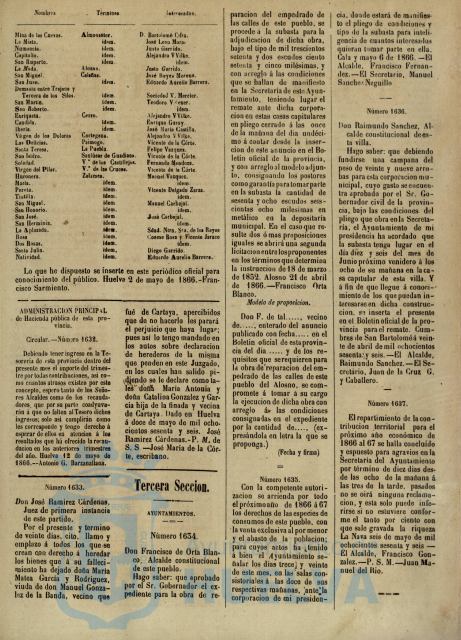 Nombres Términos Interesados.
Mina de las Cuevas. Almonaster. D. Bartolomé Cfra.
La Mixta. idem. José Lora Mata.
Numancia. idem. Justo Garrido.
Capitolio. idem. Alejandro Vilke.
San Ruperto. idem. idem.
La Moda. Alosno. Justo Garrido.
San Miguel Calañas. José Reyes Moreno.
San Juan. idem. Eduardo Aurelio Barrera.
Demasía entre Trajano y
Tercera de los Silos. idem. Sociedad V. Mercier.
San Martin. idem. Teodoro
San Roberto. idem. idem.
Enriqueta. Cerro. Alejandro Vilke.
Candila. idem. Enrique Garay
Iberia. idem. José María Castilla.
Virgen de los Dolores Cortegana. Alejandro Vilke.
Las Delicias. Paimogo. Vicente de la Córte.
Santa Teresa. La Puebla Felipe Vazquez.
San Isidro. Sanlúcar de Guadiana. Vicente de la Corte.
Soledad V.ª de los Castillejos. Fernando Mendoza.
Virgen del Pilar. V.ª de las Cruces. Vicente de la Córte.
Huronera. Zalamea. Manuel Vazquez.
María. idem. idem.
Pavría. idem. Vicente Delgado Zaras.
Tintila. idem. idem.
San Miguel. idem. Manuel Carbajal.
San Honorio. idem. idem.
San José. idem. José Carbajal.
San Herminio. idem. idem.
La Aplazada. idem. Sdad. Ntra. Sra. de los Reyes
Rosa idem. Cosme Rosa y Vicente Jarazo
Dos Rosas. idem. idem.
Santa Julia. idem. Diego Garrido.
Natividad. idem. Eduardo Aurelio Barrera.
Lo que he dispuesto se inserte en este periódico oficial para
conocimiento del público. Huelva 2 de mayo de 1866.—Fran-
cisco Sarmiento.
ADMINISTRACION PRINCIPAL
de Hacienda pública de esta pro-
vincia.
Circular.—Número 1632.
Debiendo tener ingreso en la Te-
sorería de esta provincia dentro del
presente mes el importe del trimes-
tre por todas contribuciones, así co-
mo cuantos atrasos existan por este
concepto, espero tanto de los Seño-
res Alcaldes como de los recauda-
dores, que por su parte coadyuva-
rán á que no falten al Tesoro dichos
ingresos; este así cumplirán como
les corresponde y tengo derecho á
esperar de ellos en atencion á los
resultados que há ofrecido la recau-
dacion en los anteriores trimestres
del año. Huelva 12 de mayo de
1866.—Antonio G. Barzanallana.
Número 1633.
Don José Ramirez Cárdenas,
Juez de primera instancia
de este partido.
Por el presente y termino
de veinte dias, cito, llamo y
emplazo á todos los que se
crean con derecho á heredar
los bienes que á su falleci-
miento ha dejado doña Maria
Matea García y Rodriguez,
viuda de don Manuel Gonza-
lez de la Banda, vecino que
fué de Cartaya, apercibidos
que de no hacerlo les parará
el perjuicio que haya lugar;
pues así lo tengo mandado en
los autos sobre declaracion
de herederos de la misma
que penden en este Juzgado,
en los cuales han solido pi-
diendo se le declare como ta-
les doña María Antonia y
doña Catalina Gonzalez y Gar-
cia hija de la finada y vecina
de Cartaya. Dado en Huelva
á doce de mayo de mil ocho-
cientos sesenta y seis. José
Ramirez Cárdenas.—P. M. de
S. S.—José Maria de la Cór-
te, escribano.
Tercera Seccion.
AYUNTAMIENTOS.
Número 1634.
Don Francisco de Orta Blan-
co, Alcalde constitucional
de este pueblo.
Hago saber: que aprobado
por el Sr. Gobernador el ex-
pediente para la obra de re-
paracion del empedrado de
las calles de este pueblo, se
procede á la subasta para la
adjudicacion de dicha obra,
bajo el tipo de mil trescientos
setenta y dos escudos ciento
setenta y cinco milésimas, y
con arreglo á las condiciones
que se hallan de manifiesto
en la Secretaría de este Ayun-
tamiento, teniendo lugar el
remate ante dicha corpora-
cion en estas casas capitulares
en pliego cerrado á las once
de la mañana del dia undéci-
mo á contar desde la inser-
cion de este anuncio en el Bo-
letin oficial de la provincia,
y con arreglo al modelo adjun-
to, consignando los postores
como garantía para tomar parte
en la subasta la cantidad de
setenta y ocho escudos seis-
cientas ocho milésimas en
metálico en la depositaría
municipal. En el caso que re-
sulte dos ó mas proposiciones
iguales se abrirá una segunda
licitacion entre los proponentes
en los términos que determina
la instruccion de 18 de marzo
de 1852. Alosno 21 de abril
de 1866.—Francisco Orta
Blanco.
Modelo de proposicion.
Don F. de tal....., vecino
de....., enterado del anuncio
publicado con fecha..... en el
Boletin oficial de esta provin-
cia del dia..... y de los re-
quisitos que se requieren para
la obra de reparacion del em-
pedrado de las calles de este
pueblo del Alosno, se com-
promete á tomar á su cargo
la ejecucion de dicha obra con
arreglo á las condiciones
consignadas en el expediente
por la cantidad de....., (ex-
presándola en letra la que se
proponga.)
(Fecha y firma)
Número 1635.
Con la competente autori-
zacion se arrienda por todo
el próximo año de 1866 á 67
los derechos de las especies de
consumos de este pueblo, con
la venta exclusiva al por menor
y el abasto de la poblacion;
para cuyos actos ha tenido
á bien el Ayuntamiento se-
ñalar los dias trece y veinte
de este mes, en las salas con-
sistoriales á las doce de sus
respectivas mañanas, ante la
corporacion de mi presiden-
cia, donde estará de manifies-
to el pliego de condiciones y
tipo de la subasta para inteli-
gencia de cuantos interesados
quieran tomar parte en ella.
Cala y mayo 6 de 1866.—El
Alcalde, Francisco Fernan-
dez.—El Secretario, Manuel
Sanchez Neguillo
Número 1636.
Don Raimundo Sanchez, Al-
calde constitucional de es-
ta villa.
Hago saber: que debiendo
fundirse una campana del
peso de veinte y nueve arro-
bas para esta corporacion mu-
nicipal, cuyo gasto se encuen-
tra aprobado por el Sr. Go-
bernador civil de la provin-
cia, bajo las condiciones del
pliego que obra en la Secreta-
ría, el Ayuntamiento de mi
presidencia ha acordado que
la subasta tenga lugar en el
dia diez y seis del mes de
Junio próximo venidero á las
ocho de su mañana en la ca-
sa capitular de esta villa. Y
á fin de que llegue á conoci-
miento de los que puedan in-
teresarse en dicha construc-
cion, se inserta el presente
en el Boletin oficial de la pro-
vincia para el remate. Cum-
bres de San Bartolomé vein-
te de abril de mil ochocientos
sesenta y seis.—El Alcalde,
Raimundo Sanchez.—El Se-
cretario, Juan de la Cruz G.
y Caballero.
Número 1637.
El repartimiento de la con-
tribucion territorial para el
próximo año económico de
1866 al 67 se halla concluido
y expuesto para agravios en la
Secretaría del Ayuntamiento
por término de diez dias des-
de las ocho de la mañana á
las tres de la tarde, pasados
no se oirá ninguna reclama-
cion, y esta solo puede infe-
rirse si no estuviere confor-
me el tanto por ciento con
que sale gravada la riqueza
La Nava seis de mayo de mil
ochocientos sesenta y seis—
El Alcalde, Francisco Gon-
zalez.—P. S. M.—Juan Ma-
nuel del Rio.